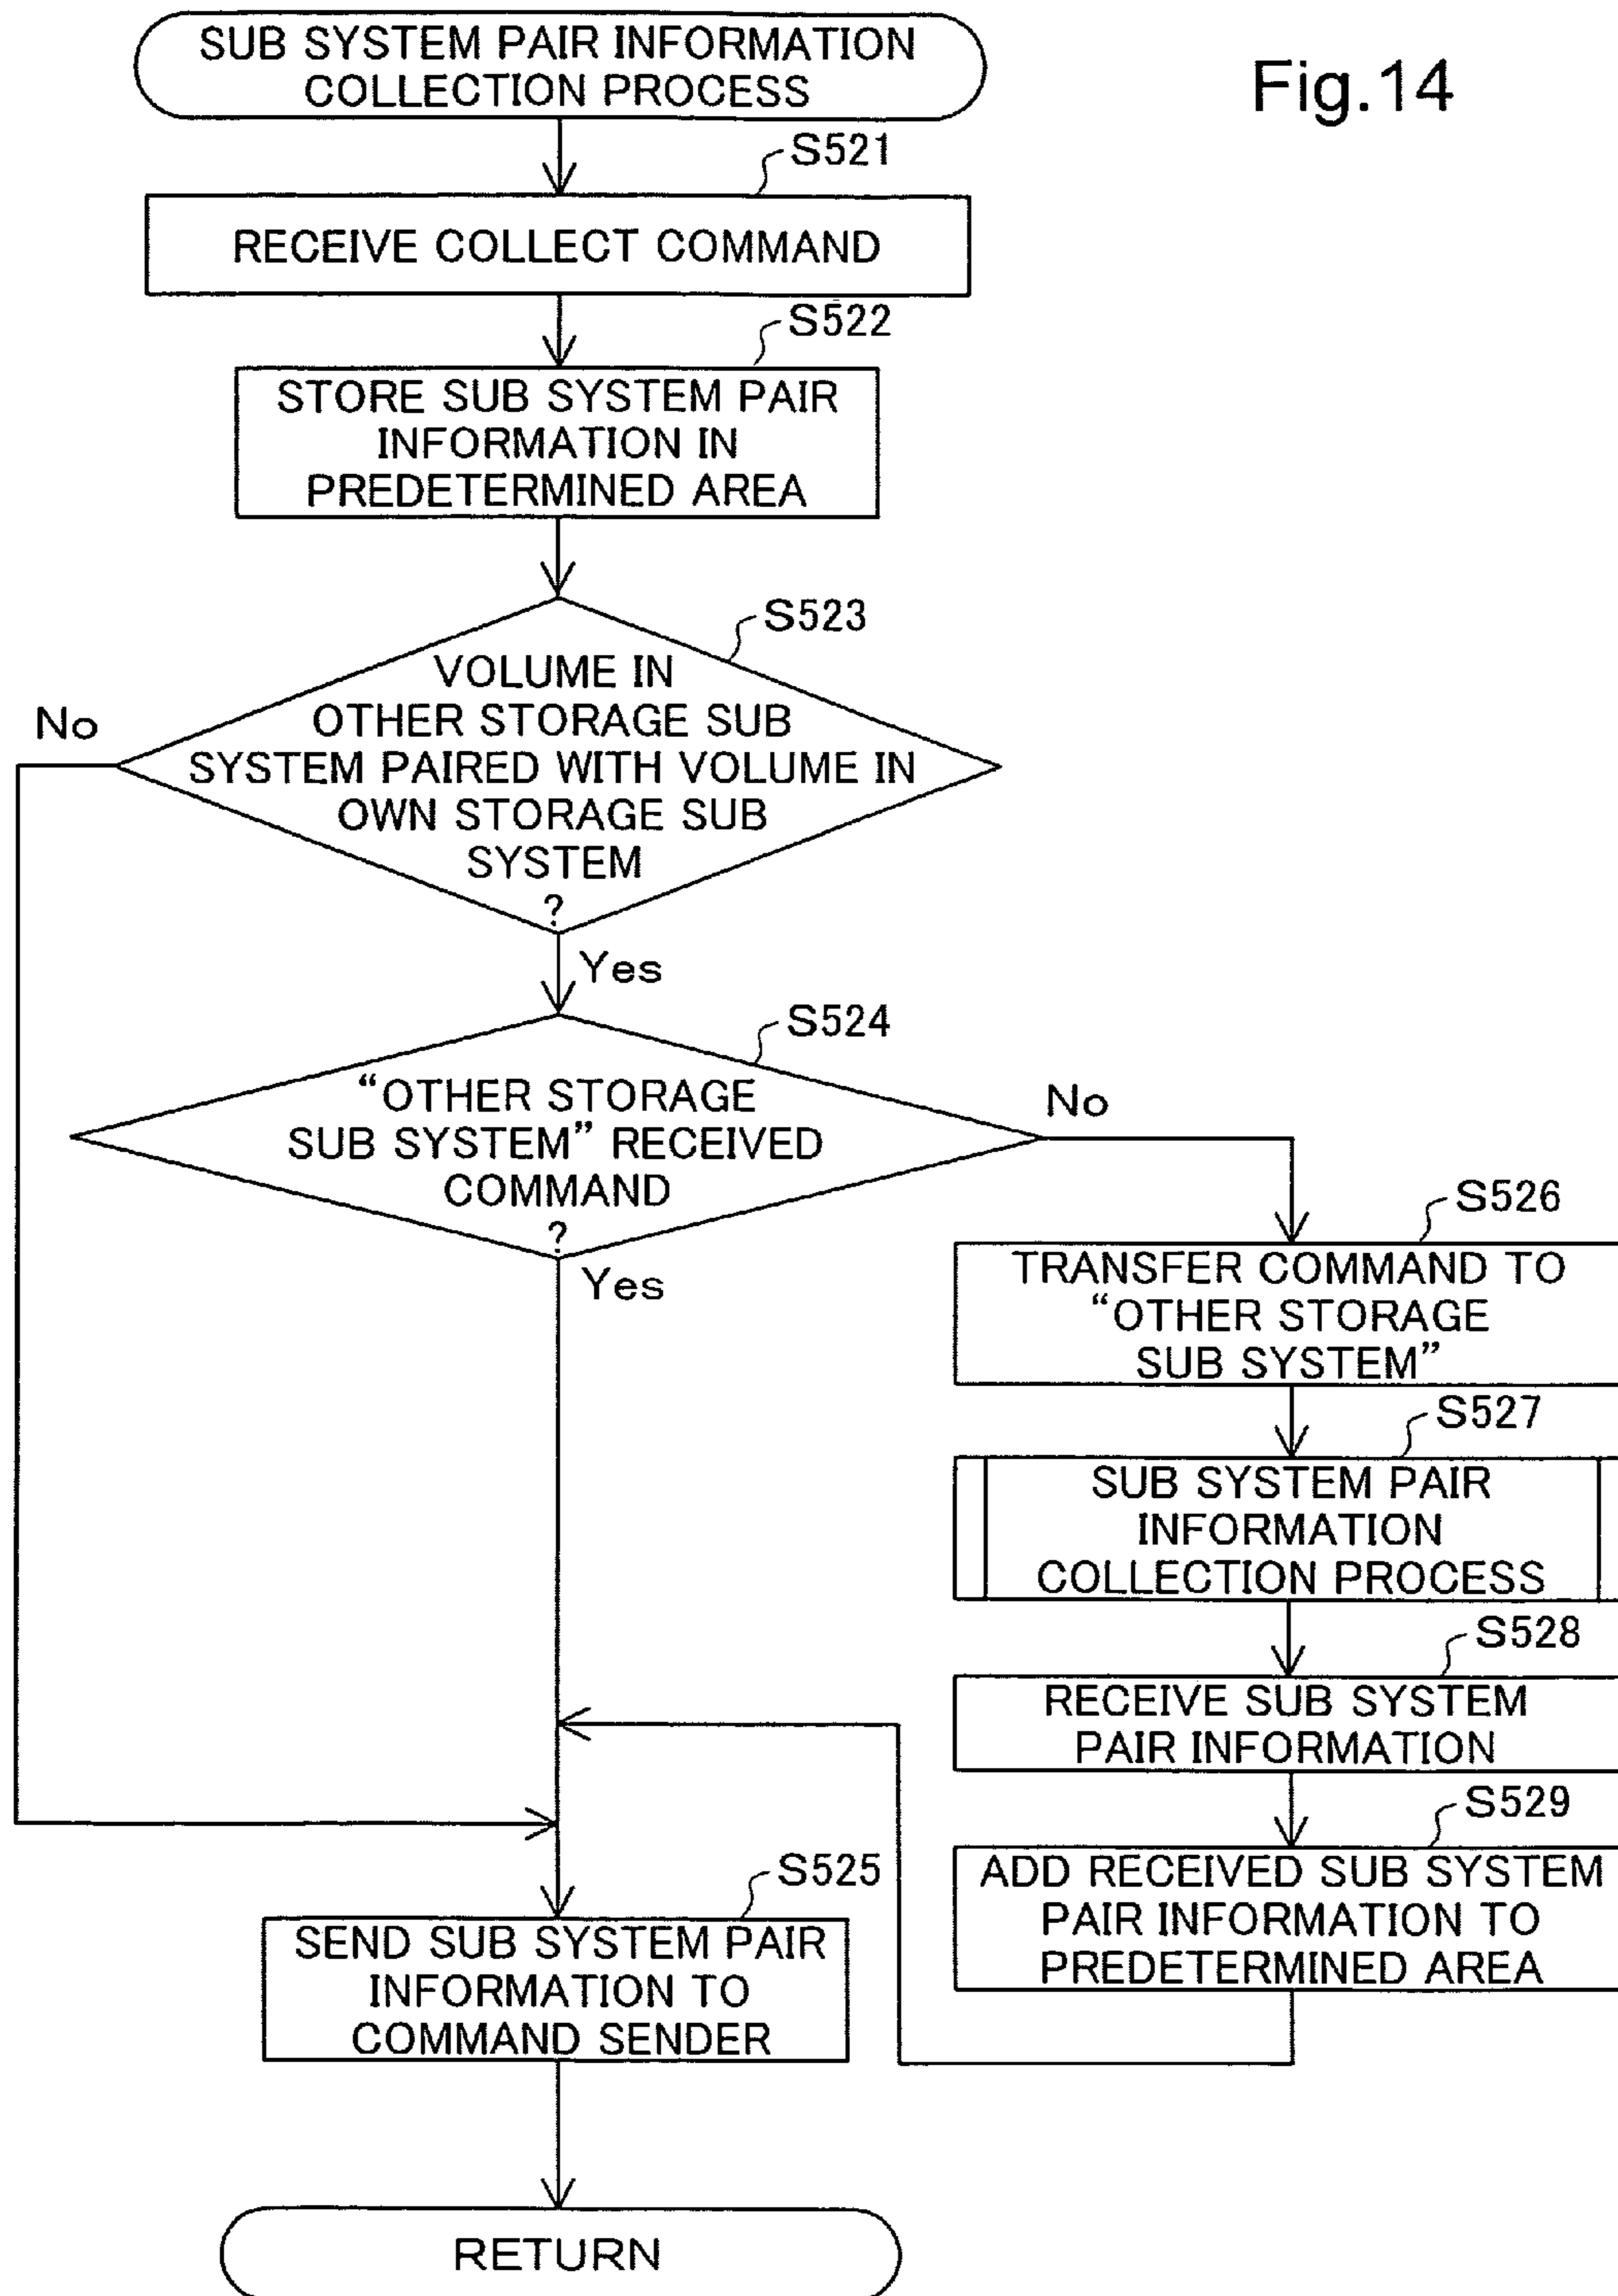 SUB SYSTEM PAIR INFORMATION
COLLECTION PROCESS
Fig.14
S521
RECEIVE COLLECT COMMAND
S522
STORE SUB SYSTEM PAIR
INFORMATION IN
PREDETERMINED AREA
S523
VOLUME IN
OTHER STORAGE SUB
SYSTEM PAIRED WITH VOLUME IN
OWN STORAGE SUB
SYSTEM
?
No
Yes
S524
“OTHER STORAGE
SUB SYSTEM” RECEIVED
COMMAND
?
No
Yes
S526
TRANSFER COMMAND TO
“OTHER STORAGE
SUB SYSTEM”
S527
SUB SYSTEM PAIR
INFORMATION
COLLECTION PROCESS
S528
RECEIVE SUB SYSTEM
PAIR INFORMATION
S529
ADD RECEIVED SUB SYSTEM
PAIR INFORMATION TO
PREDETERMINED AREA
S525
SEND SUB SYSTEM PAIR
INFORMATION TO
COMMAND SENDER
RETURN